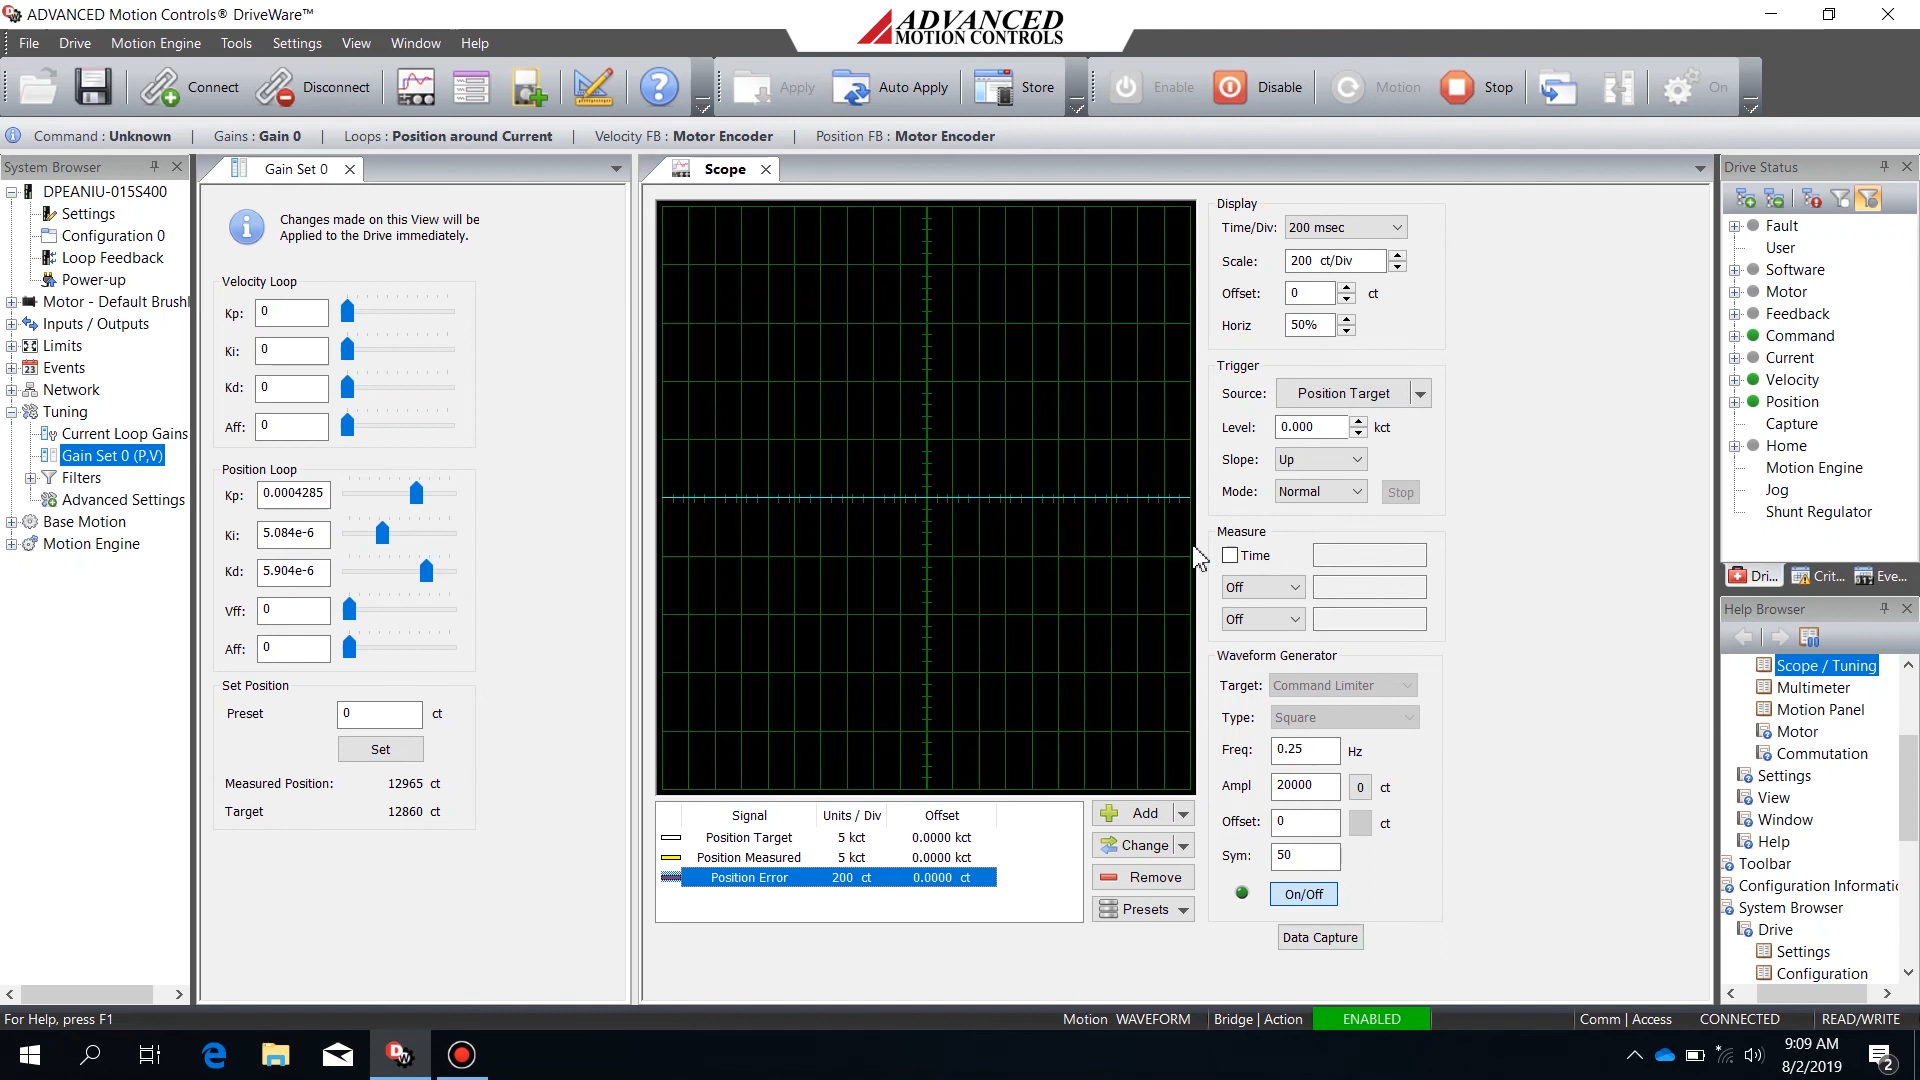 ADVANCED Motion Controls® DriveWare™
ADVANCED
MOTION CONTROLS
File Drive Motion Engine Tools Settings View Window Help
Connect Disconnect Apply Auto Apply Store Enable Disable Motion Stop On
Command : Unknown | Gains : Gain 0 | Loops : Position around Current | Velocity FB : Motor Encoder | Position FB : Motor Encoder
System Browser
DPEANIU-015S400
Settings
Configuration 0
Loop Feedback
Power-up
Motor - Default Brushl
Inputs / Outputs
Limits
Events
Network
Tuning
Current Loop Gains
Gain Set 0 (P,V)
Filters
Advanced Settings
Base Motion
Motion Engine
Gain Set 0
Changes made on this View will be
Applied to the Drive immediately.
Velocity Loop
Kp: 0
Ki: 0
Kd: 0
Aff: 0
Position Loop
Kp: 0.0004285
Ki: 5.084e-6
Kd: 5.904e-6
Vff: 0
Aff: 0
Set Position
Preset 0 ct
Set
Measured Position: 12965 ct
Target 12860 ct
Scope
Signal Units / Div Offset
Position Target 5 kct 0.0000 kct
Position Measured 5 kct 0.0000 kct
Position Error 200 ct 0.0000 ct
Add
Change
Remove
Presets
Display
Time/Div: 200 msec
Scale: 200 ct/Div
Offset: 0 ct
Horiz 50%
Trigger
Source: Position Target
Level: 0.000 kct
Slope: Up
Mode: Normal Stop
Measure
Time
Off
Off
Waveform Generator
Target: Command Limiter
Type: Square
Freq: 0.25 Hz
Ampl 20000 0 ct
Offset: 0 ct
Sym: 50
On/Off
Data Capture
Drive Status
Fault
User
Software
Motor
Feedback
Command
Current
Velocity
Position
Capture
Home
Motion Engine
Jog
Shunt Regulator
Dri... Crit... Eve...
Help Browser
Scope / Tuning
Multimeter
Motion Panel
Motor
Commutation
Settings
View
Window
Help
Toolbar
Configuration Informatic
System Browser
Drive
Settings
Configuration
For Help, press F1
Motion WAVEFORM Bridge | Action ENABLED Comm | Access CONNECTED READ/WRITE
9:09 AM
8/2/2019
2